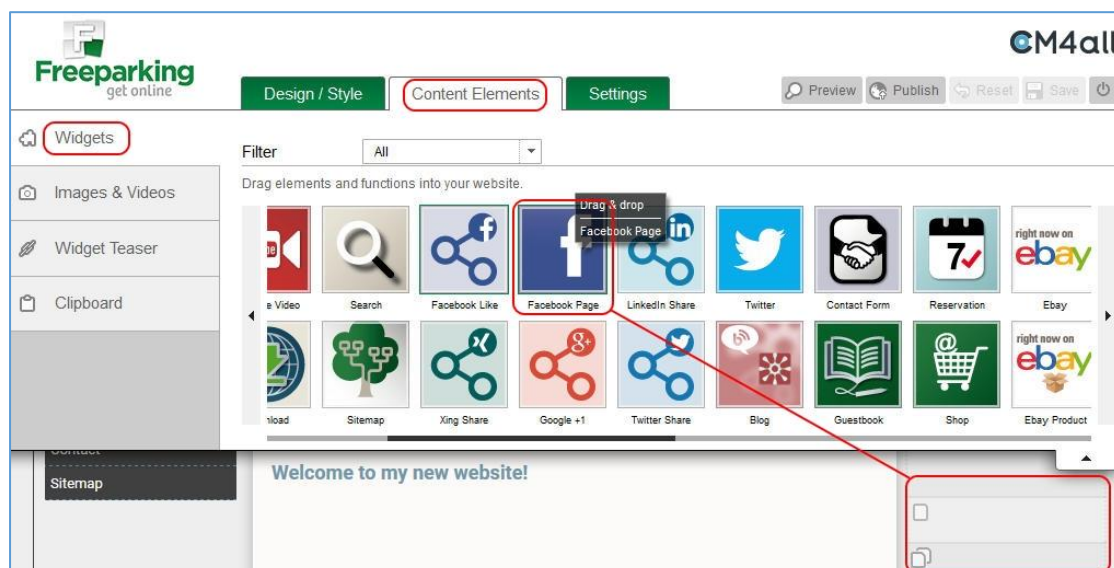 F
Freeparking
get online
CM4all
Design / Style
Content Elements
Settings
Preview
Publish
Reset
Save
Widgets
Images & Videos
Widget Teaser
Clipboard
Filter
All
Drag elements and functions into your website.
Drag & drop
Facebook Page
right now on
ebay
7
e Video
Search
Facebook Like
Facebook Page
LinkedIn Share
Twitter
Contact Form
Reservation
Ebay
right now on
ebay
nload
Sitemap
Xing Share
Google +1
Twitter Share
Blog
Guestbook
Shop
Ebay Product
Contact
Sitemap
Welcome to my new website!